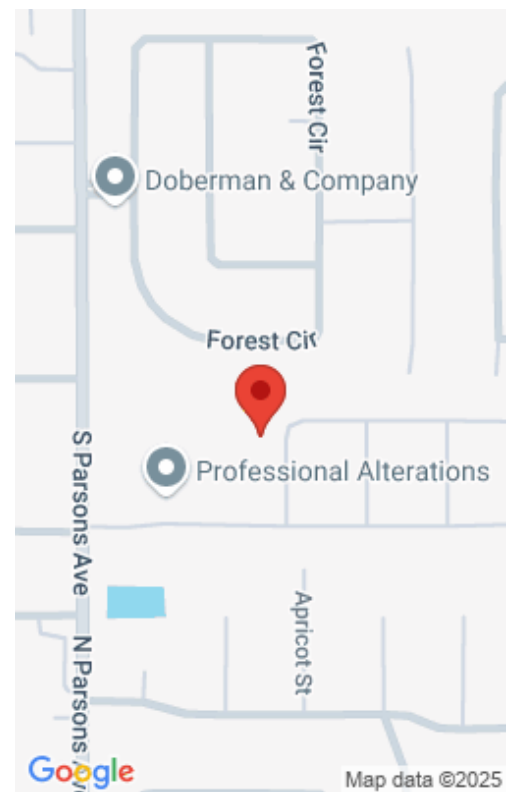 Forest Cir
Doberman & Company
Forest Cir
Professional Alterations
S Parsons Ave
Apricot St
N Parsons Ave
Google
Map data ©2025